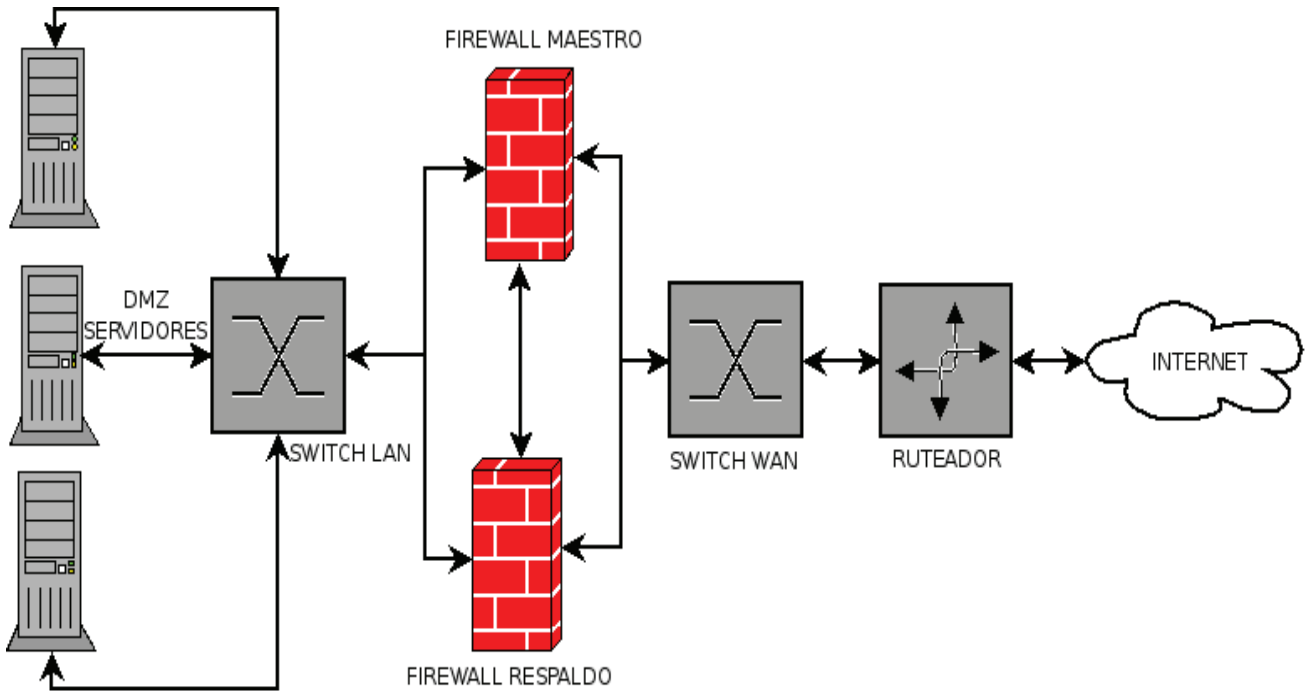 FIREWALL MAESTRO
DMZ
SERVIDORES
SWITCH LAN
SWITCH WAN
RUTEADOR
INTERNET
FIREWALL RESPALDO